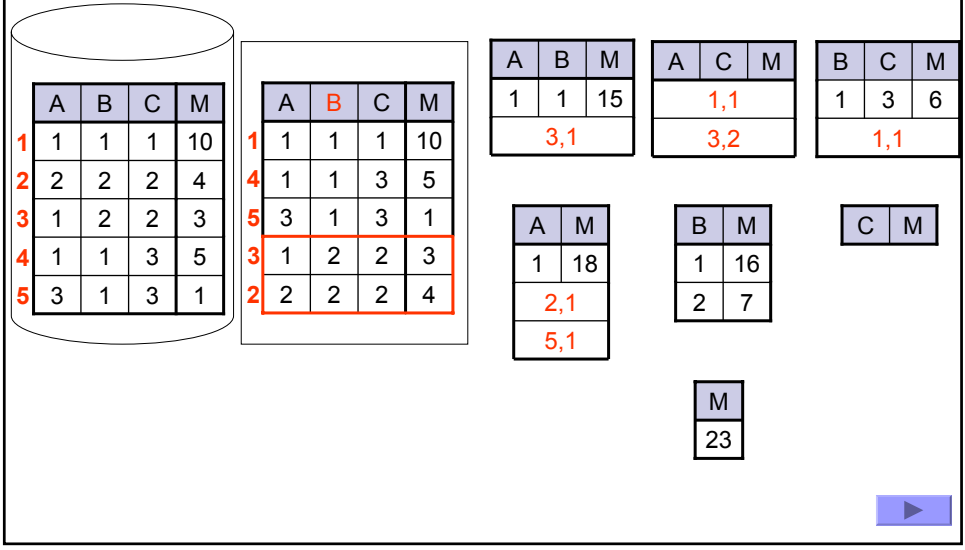 A B C M
1 1 1 1 10
2 2 2 2 4
3 1 2 2 3
4 1 1 3 5
5 3 1 3 1
A B C M
1 1 1 1 10
4 1 1 3 5
5 3 1 3 1
3 1 2 2 3
2 2 2 2 4
A B M
1 1 15
3,1
A C M
1,1
3,2
B C M
1 3 6
1,1
A M
1 18
2,1
5,1
B M
1 16
2 7
C M
M
23